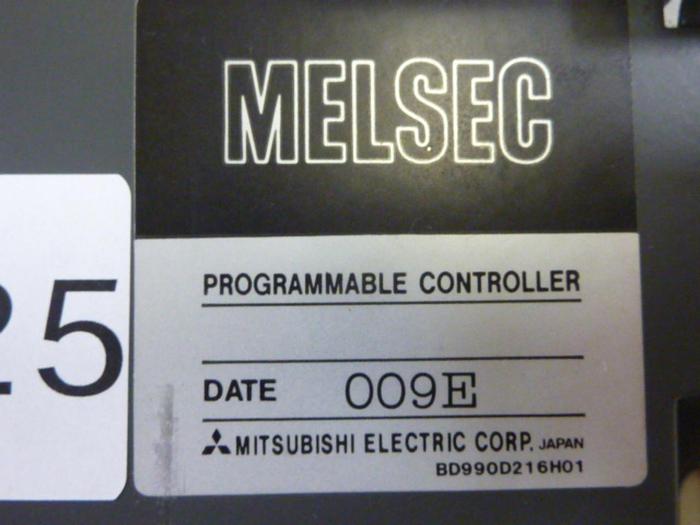 MELSEC
PROGRAMMABLE CONTROLLER
DATE 009E
MITSUBISHI ELECTRIC CORP. JAPAN
BD990D216H01
25